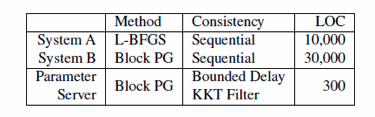 Method Consistency LOC
System A L-BFGS Sequential 10,000
System B Block PG Sequential 30,000
Parameter Server Block PG Bounded Delay KKT Filter 300